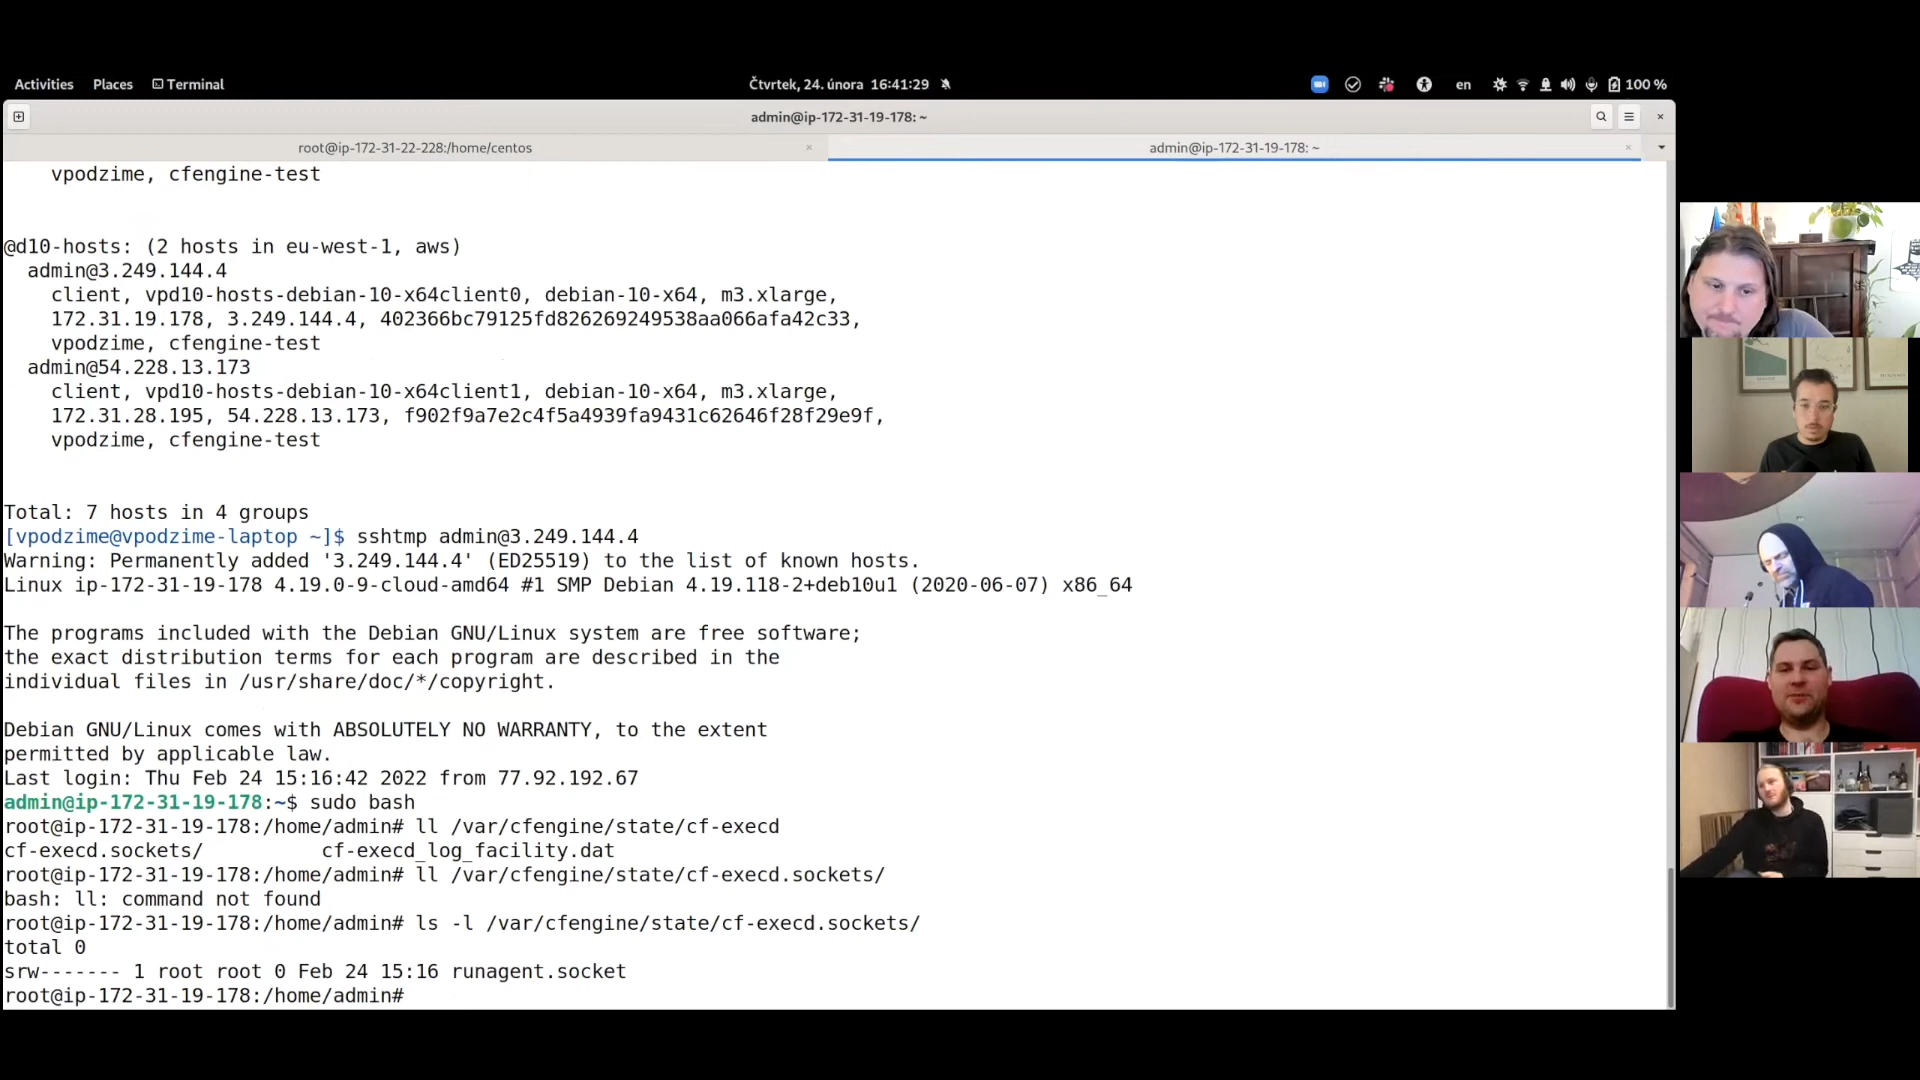 Activities Places Terminal Čtvrtek, 24. února 16:41:29 en 100 %
admin@ip-172-31-19-178: ~
root@ip-172-31-22-228:/home/centos admin@ip-172-31-19-178: ~
vpodzime, cfengine-test
@d10-hosts: (2 hosts in eu-west-1, aws)
admin@3.249.144.4
client, vpd10-hosts-debian-10-x64client0, debian-10-x64, m3.xlarge,
172.31.19.178, 3.249.144.4, 402366bc79125fd826269249538aa066afa42c33,
vpodzime, cfengine-test
admin@54.228.13.173
client, vpd10-hosts-debian-10-x64client1, debian-10-x64, m3.xlarge,
172.31.28.195, 54.228.13.173, f902f9a7e2c4f5a4939fa9431c62646f28f29e9f,
vpodzime, cfengine-test
Total: 7 hosts in 4 groups
[vpodzime@vpodzime-laptop ~]$ sshtmp admin@3.249.144.4
Warning: Permanently added '3.249.144.4' (ED25519) to the list of known hosts.
Linux ip-172-31-19-178 4.19.0-9-cloud-amd64 #1 SMP Debian 4.19.118-2+deb10u1 (2020-06-07) x86_64
The programs included with the Debian GNU/Linux system are free software;
the exact distribution terms for each program are described in the
individual files in /usr/share/doc/*/copyright.
Debian GNU/Linux comes with ABSOLUTELY NO WARRANTY, to the extent
permitted by applicable law.
Last login: Thu Feb 24 15:16:42 2022 from 77.92.192.67
admin@ip-172-31-19-178:~$ sudo bash
root@ip-172-31-19-178:/home/admin# ll /var/cfengine/state/cf-execd
cf-execd.sockets/ cf-execd_log_facility.dat
root@ip-172-31-19-178:/home/admin# ll /var/cfengine/state/cf-execd.sockets/
bash: ll: command not found
root@ip-172-31-19-178:/home/admin# ls -l /var/cfengine/state/cf-execd.sockets/
total 0
srw------- 1 root root 0 Feb 24 15:16 runagent.socket
root@ip-172-31-19-178:/home/admin#